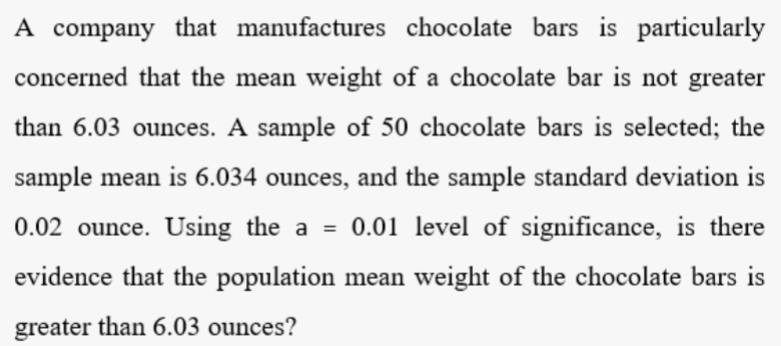 A company that manufactures chocolate bars is particularly
concerned that the mean weight of a chocolate bar is not greater
than 6.03 ounces. A sample of 50 chocolate bars is selected; the
sample mean is 6.034 ounces, and the sample standard deviation is
0.02 ounce. Using the a = 0.01 level of significance, is there
evidence that the population mean weight of the chocolate bars is
greater than 6.03 ounces?